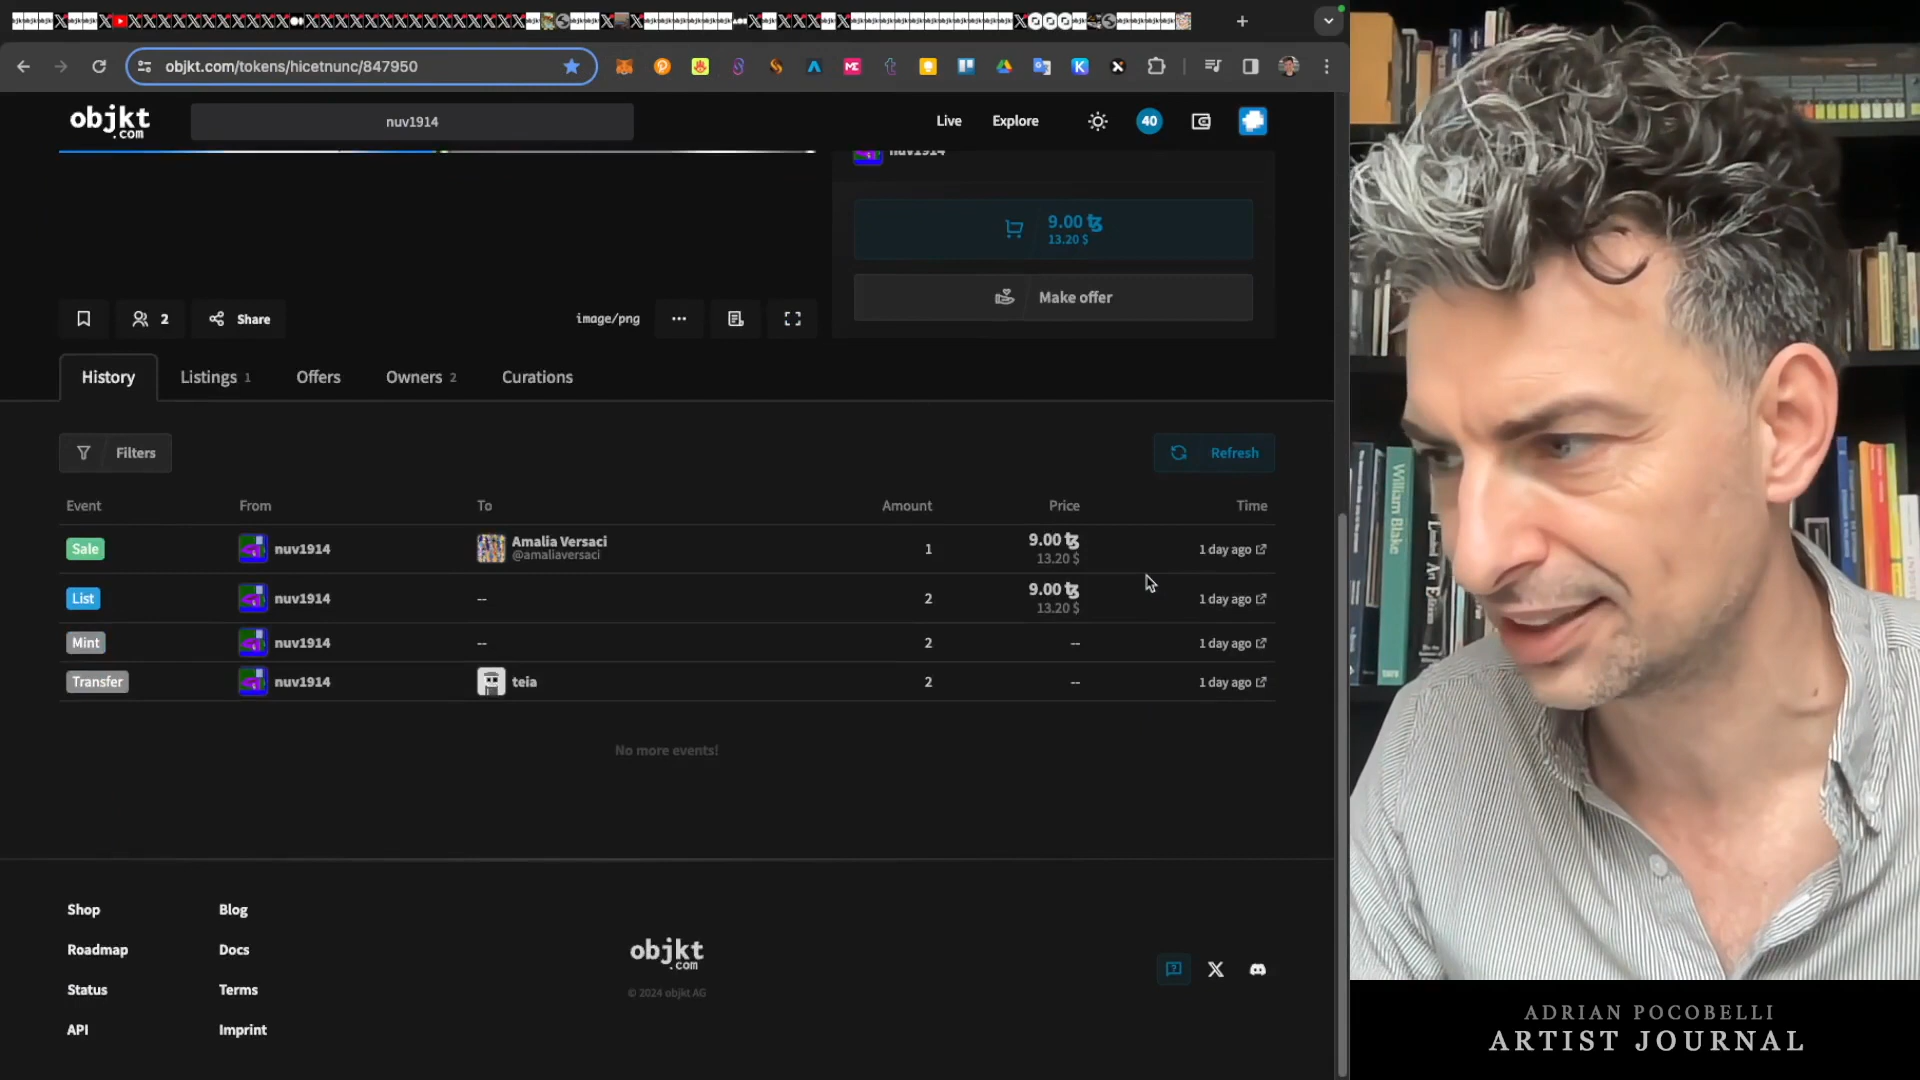 objkt.com/tokens/hicetnunc/847950
objkt
.com
nuv1914
Live
Explore
40
nuv1914
9.00 ꜩ
13.20 $
Make offer
2
Share
image/png
History
Listings 1
Offers
Owners 2
Curations
Filters
Refresh
Event From To Amount Price Time
Sale nuv1914 Amalia Versaci 1 9.00 ꜩ 1 day ago
@amaliaversaci 13.20 $
List nuv1914 -- 2 9.00 ꜩ 1 day ago
13.20 $
Mint nuv1914 -- 2 -- 1 day ago
Transfer nuv1914 teia 2 -- 1 day ago
No more events!
Shop Blog
Roadmap Docs
Status Terms
API Imprint
objkt
.com
© 2024 objkt AG
William Blake
ADRIAN POCOBELLI
ARTIST JOURNAL